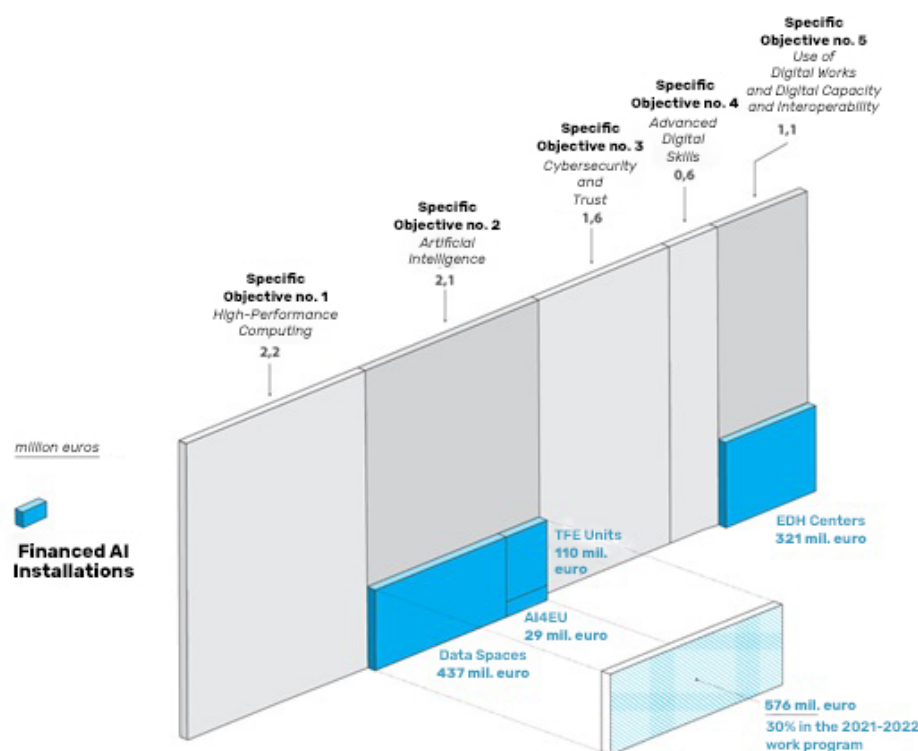 Specific
Objective no. 5
Use of
Digital Works
and Digital Capacity
and Interoperability
1,1
Specific
Objective no. 4
Advanced
Digital
Skills
0,6
Specific
Objective no. 3
Cybersecurity
and
Trust
1,6
Specific
Objective no. 2
Artificial
Intelligence
2,1
Specific
Objective no. 1
High-Performance
Computing
2,2
million euros
Financed AI
Installations
TFE Units
110 mil.
euro
EDH Centers
321 mil. euro
AI4EU
29 mil. euro
Data Spaces
437 mil. euro
576 mil. euro
30% in the 2021-2022
work program